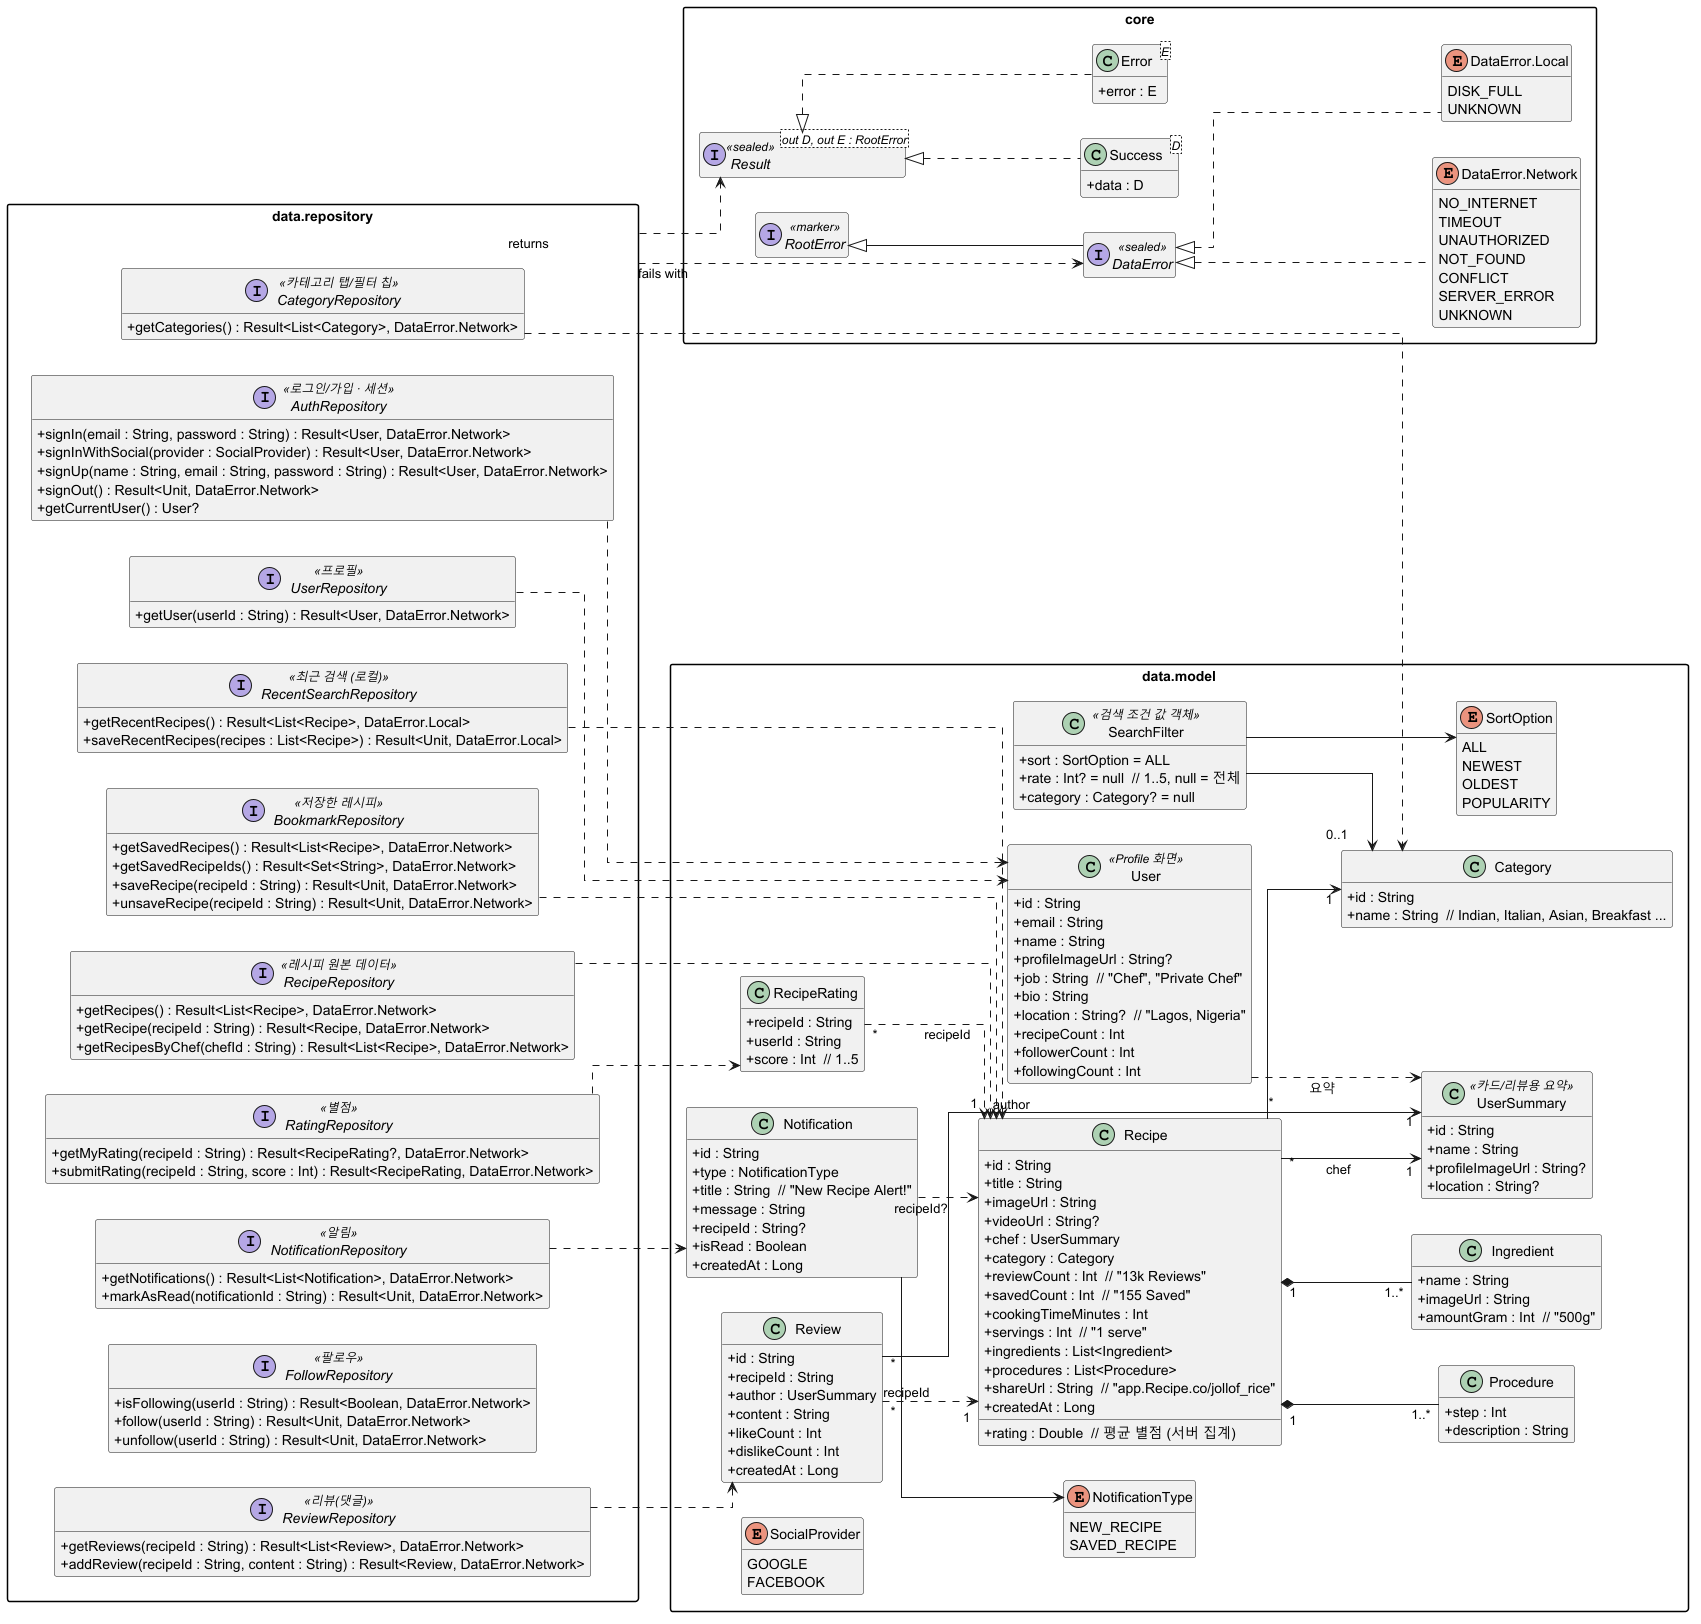 core
Error
E
+error : E
DataError.Local
DISK_FULL
UNKNOWN
«sealed»
Result
out D, out E : RootError
Success
D
+data : D
DataError.Network
NO_INTERNET
TIMEOUT
UNAUTHORIZED
NOT_FOUND
CONFLICT
SERVER_ERROR
UNKNOWN
«marker»
RootError
«sealed»
DataError
data.repository
returns
fails with
«카테고리 탭/필터 칩»
CategoryRepository
+getCategories() : Result<List<Category>, DataError.Network>
«로그인/가입 · 세션»
AuthRepository
+signIn(email : String, password : String) : Result<User, DataError.Network>
+signInWithSocial(provider : SocialProvider) : Result<User, DataError.Network>
+signUp(name : String, email : String, password : String) : Result<User, DataError.Network>
+signOut() : Result<Unit, DataError.Network>
+getCurrentUser() : User?
«프로필»
UserRepository
+getUser(userId : String) : Result<User, DataError.Network>
«최근 검색 (로컬)»
RecentSearchRepository
+getRecentRecipes() : Result<List<Recipe>, DataError.Local>
+saveRecentRecipes(recipes : List<Recipe>) : Result<Unit, DataError.Local>
«저장한 레시피»
BookmarkRepository
+getSavedRecipes() : Result<List<Recipe>, DataError.Network>
+getSavedRecipeIds() : Result<Set<String>, DataError.Network>
+saveRecipe(recipeId : String) : Result<Unit, DataError.Network>
+unsaveRecipe(recipeId : String) : Result<Unit, DataError.Network>
«레시피 원본 데이터»
RecipeRepository
+getRecipes() : Result<List<Recipe>, DataError.Network>
+getRecipe(recipeId : String) : Result<Recipe, DataError.Network>
+getRecipesByChef(chefId : String) : Result<List<Recipe>, DataError.Network>
«별점»
RatingRepository
+getMyRating(recipeId : String) : Result<RecipeRating?, DataError.Network>
+submitRating(recipeId : String, score : Int) : Result<RecipeRating, DataError.Network>
«알림»
NotificationRepository
+getNotifications() : Result<List<Notification>, DataError.Network>
+markAsRead(notificationId : String) : Result<Unit, DataError.Network>
«팔로우»
FollowRepository
+isFollowing(userId : String) : Result<Boolean, DataError.Network>
+follow(userId : String) : Result<Unit, DataError.Network>
+unfollow(userId : String) : Result<Unit, DataError.Network>
«리뷰(댓글)»
ReviewRepository
+getReviews(recipeId : String) : Result<List<Review>, DataError.Network>
+addReview(recipeId : String, content : String) : Result<Review, DataError.Network>
data.model
«검색 조건 값 객체»
SearchFilter
+sort : SortOption = ALL
+rate : Int? = null  // 1..5, null = 전체
+category : Category? = null
SortOption
ALL
NEWEST
OLDEST
POPULARITY
0..1
«Profile 화면»
User
+id : String
+email : String
+name : String
+profileImageUrl : String?
+job : String  // "Chef", "Private Chef"
+bio : String
+location : String?  // "Lagos, Nigeria"
+recipeCount : Int
+followerCount : Int
+followingCount : Int
Category
+id : String
+name : String  // Indian, Italian, Asian, Breakfast ...
1
RecipeRating
+recipeId : String
+userId : String
+score : Int  // 1..5
*
recipeId
1
author
요약
*
«카드/리뷰용 요약»
UserSummary
+id : String
+name : String
+profileImageUrl : String?
+location : String?
1
*
chef
1
Notification
+id : String
+type : NotificationType
+title : String  // "New Recipe Alert!"
+message : String
+recipeId : String?
+isRead : Boolean
+createdAt : Long
recipeId?
Recipe
+id : String
+title : String
+imageUrl : String
+videoUrl : String?
+chef : UserSummary
+category : Category
+reviewCount : Int  // "13k Reviews"
+savedCount : Int  // "155 Saved"
+cookingTimeMinutes : Int
+servings : Int  // "1 serve"
+ingredients : List<Ingredient>
+procedures : List<Procedure>
+shareUrl : String  // "app.Recipe.co/jollof_rice"
+createdAt : Long
+rating : Double  // 평균 별점 (서버 집계)
Ingredient
+name : String
+imageUrl : String
+amountGram : Int  // "500g"
1
1..*
Review
+id : String
+recipeId : String
+author : UserSummary
+content : String
+likeCount : Int
+dislikeCount : Int
+createdAt : Long
*
recipeId
*
1
Procedure
+step : Int
+description : String
1
1..*
NotificationType
NEW_RECIPE
SAVED_RECIPE
SocialProvider
GOOGLE
FACEBOOK